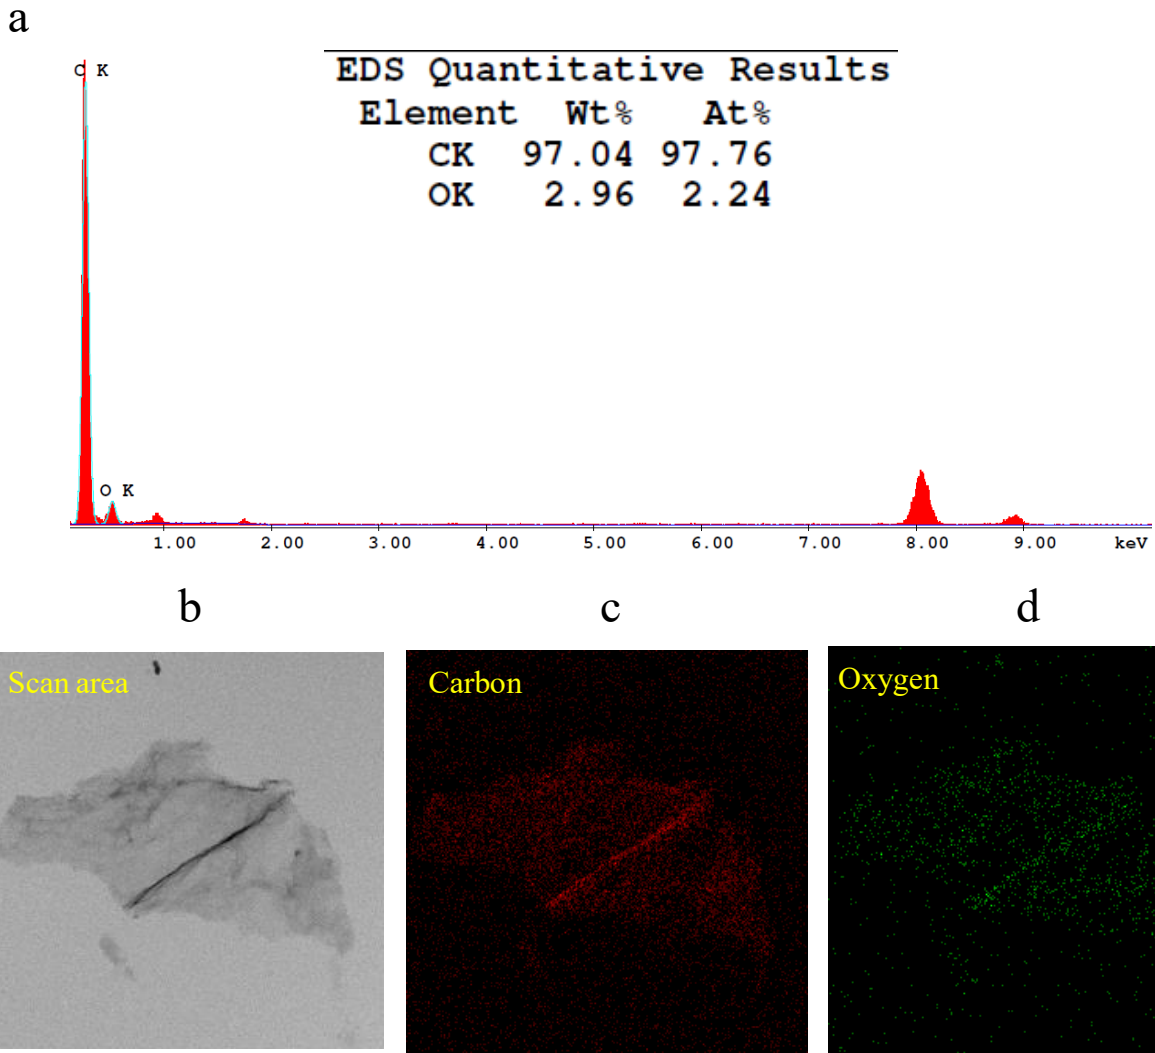 a
C K
EDS Quantitative Results
Element Wt% At%
CK 97.04 97.76
OK 2.96 2.24
O K
1.00 2.00 3.00 4.00 5.00 6.00 7.00 8.00 9.00 keV
b c d
Scan area Carbon Oxygen